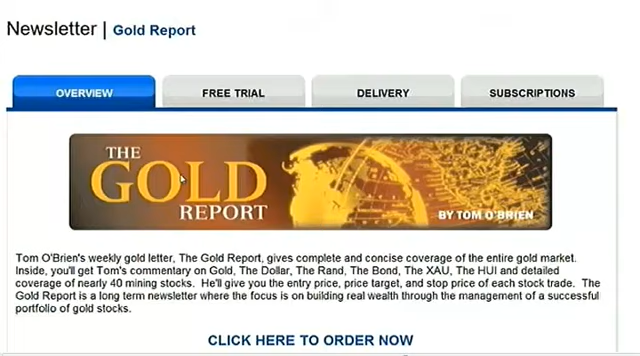 Newsletter | Gold Report
OVERVIEW
FREE TRIAL
DELIVERY
SUBSCRIPTIONS
THE
GOLD
REPORT
BY TOM O'BRIEN
Tom O'Brien's weekly gold letter, The Gold Report, gives complete and concise coverage of the entire gold market.
Inside, you'll get Tom's commentary on Gold, The Dollar, The Rand, The Bond, The XAU, The HUI and detailed
coverage of nearly 40 mining stocks. He'll give you the entry price, price target, and stop price of each stock trade. The
Gold Report is a long term newsletter where the focus is on building real wealth through the management of a successful
portfolio of gold stocks.
CLICK HERE TO ORDER NOW